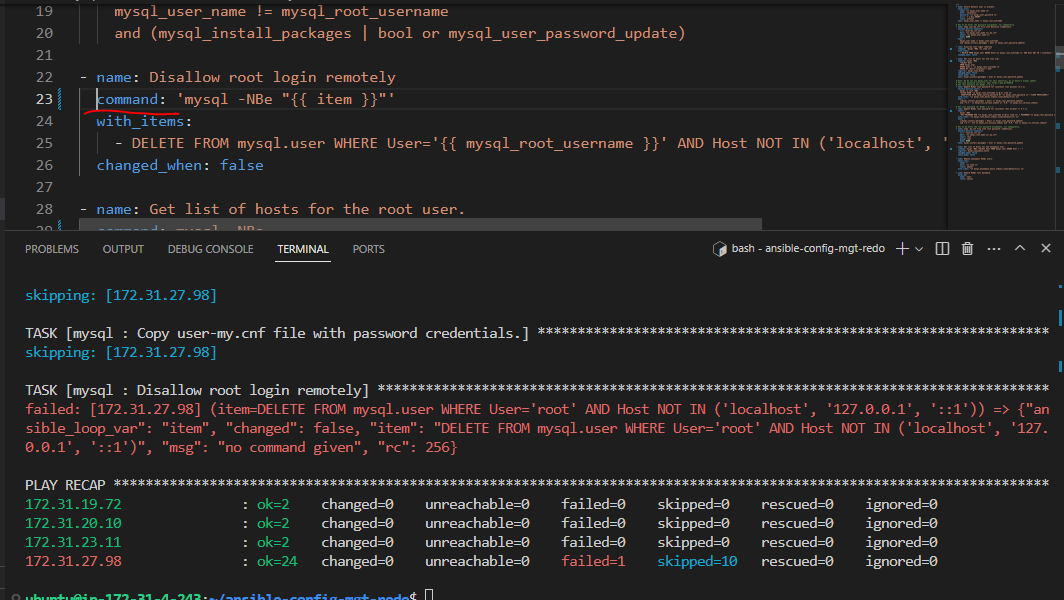 19 mysql_user_name != mysql_root_username
20 and (mysql_install_packages | bool or mysql_user_password_update)
21
22 - name: Disallow root login remotely
23 command: 'mysql -NBe "{{ item }}"'
24 with_items:
25 - DELETE FROM mysql.user WHERE User='{{ mysql_root_username }}' AND Host NOT IN ('localhost', '
26 changed_when: false
27
28 - name: Get list of hosts for the root user.
29 command: mysql -NBe
PROBLEMS OUTPUT DEBUG CONSOLE TERMINAL PORTS bash - ansible-config-mgt-redo
skipping: [172.31.27.98]
TASK [mysql : Copy user-my.cnf file with password credentials.] ****************************************************************
skipping: [172.31.27.98]
TASK [mysql : Disallow root login remotely] ************************************************************************************
failed: [172.31.27.98] (item=DELETE FROM mysql.user WHERE User='root' AND Host NOT IN ('localhost', '127.0.0.1', '::1')) => {"an
sible_loop_var": "item", "changed": false, "item": "DELETE FROM mysql.user WHERE User='root' AND Host NOT IN ('localhost', '127.
0.0.1', '::1')", "msg": "no command given", "rc": 256}
PLAY RECAP *********************************************************************************************************************
172.31.19.72 : ok=2 changed=0 unreachable=0 failed=0 skipped=0 rescued=0 ignored=0
172.31.20.10 : ok=2 changed=0 unreachable=0 failed=0 skipped=0 rescued=0 ignored=0
172.31.23.11 : ok=2 changed=0 unreachable=0 failed=0 skipped=0 rescued=0 ignored=0
172.31.27.98 : ok=24 changed=0 unreachable=0 failed=1 skipped=10 rescued=0 ignored=0
ubuntu@ip-172-31-4-243:~/ansible-config-mgt-redo$